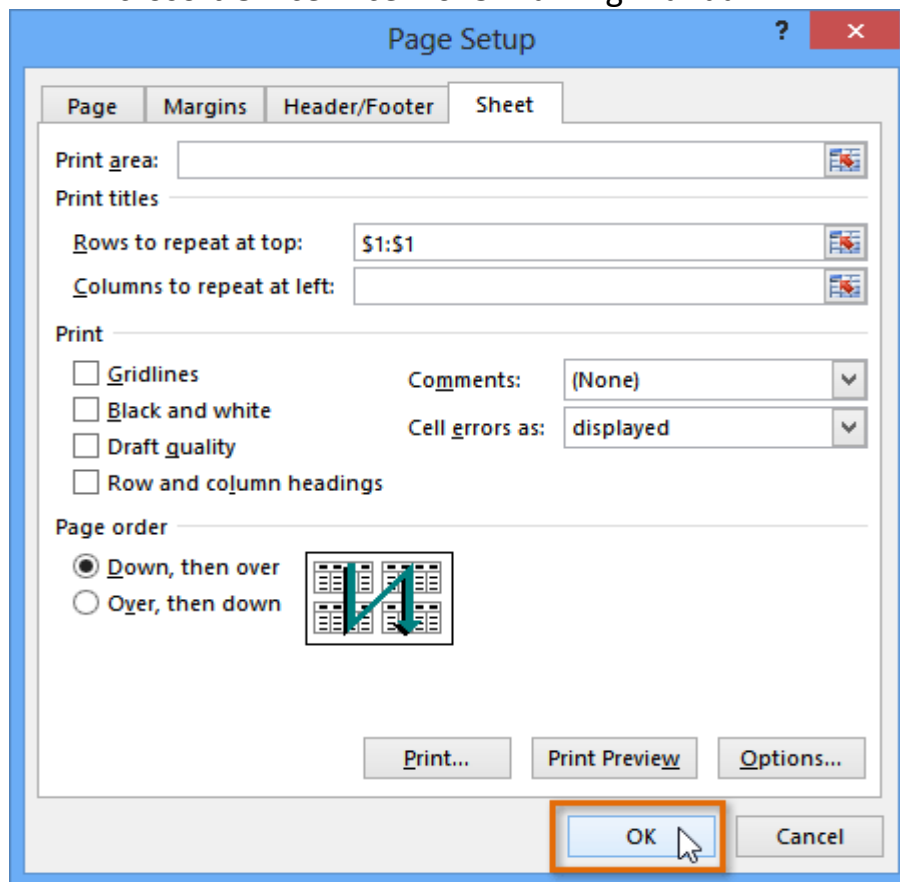 Page Setup
?
Page Margins Header/Footer Sheet
Print area:
Print titles
Rows to repeat at top: $1:$1
Columns to repeat at left:
Print
Gridlines Comments: (None)
Black and white Cell errors as: displayed
Draft quality
Row and column headings
Page order
Down, then over
Over, then down
Print... Print Preview Options...
OK Cancel